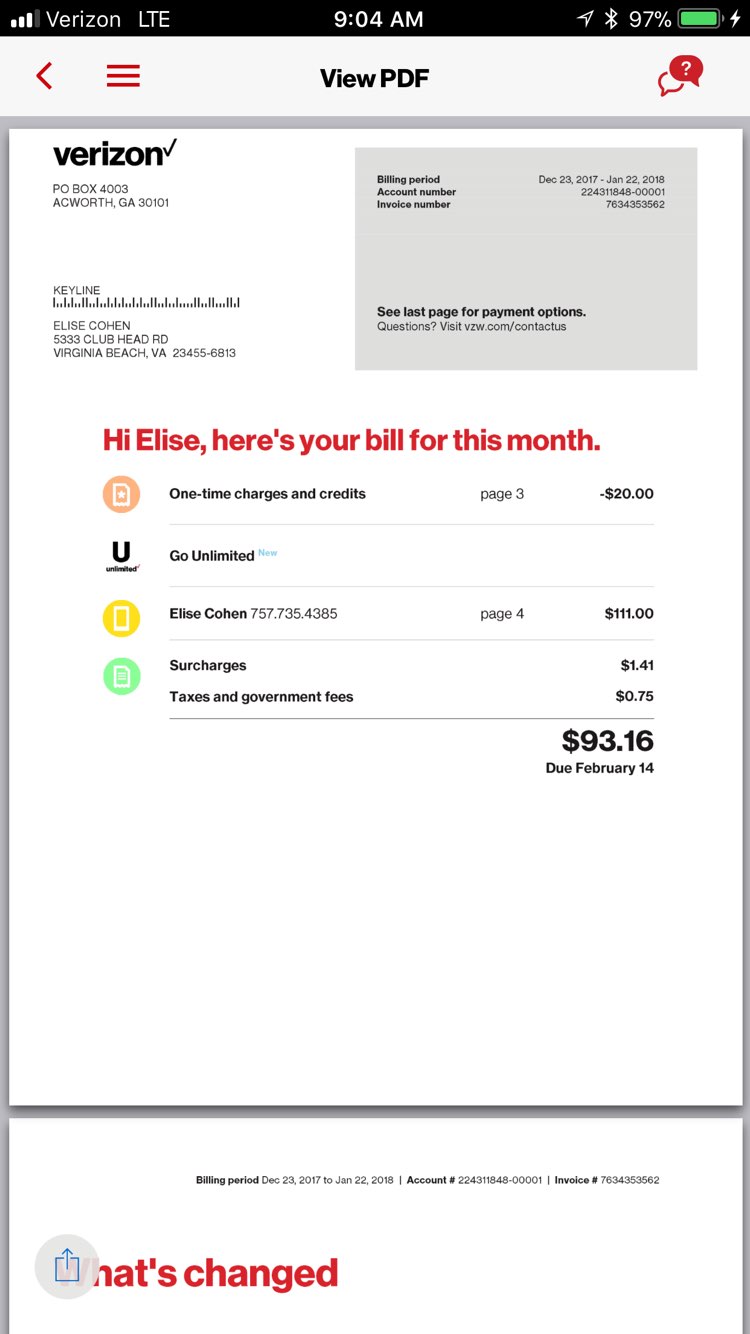 Verizon LTE 9:04 AM 97%
View PDF
?
verizon✓
PO BOX 4003
ACWORTH, GA 30101
Billing period Dec 23, 2017 - Jan 22, 2018
Account number 224311848-00001
Invoice number 7634353562
KEYLINE
ELISE COHEN
5333 CLUB HEAD RD
VIRGINIA BEACH, VA 23455-6813
See last page for payment options.
Questions? Visit vzw.com/contactus
Hi Elise, here's your bill for this month.
One-time charges and credits page 3 -$20.00
U
unlimited
Go Unlimited New
Elise Cohen 757.735.4385 page 4 $111.00
Surcharges $1.41
Taxes and government fees $0.75
$93.16
Due February 14
Billing period Dec 23, 2017 to Jan 22, 2018 | Account # 224311848-00001 | Invoice # 7634353562
What's changed